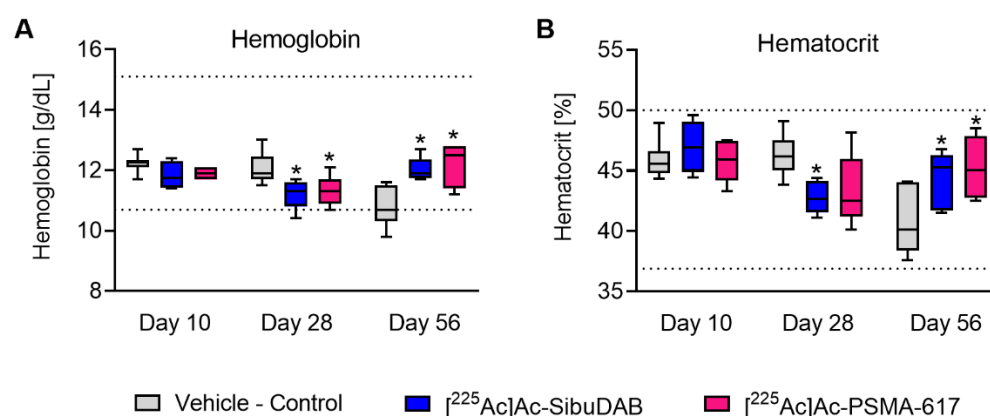 A
Hemoglobin
Hemoglobin [g/dL]
16
14
12
10
8
* * * *
Day 10 Day 28 Day 56
B
Hematocrit
Hematocrit [%]
55
50
45
40
35
* * *
Day 10 Day 28 Day 56
Vehicle - Control [²²⁵Ac]Ac-SibuDAB [²²⁵Ac]Ac-PSMA-617